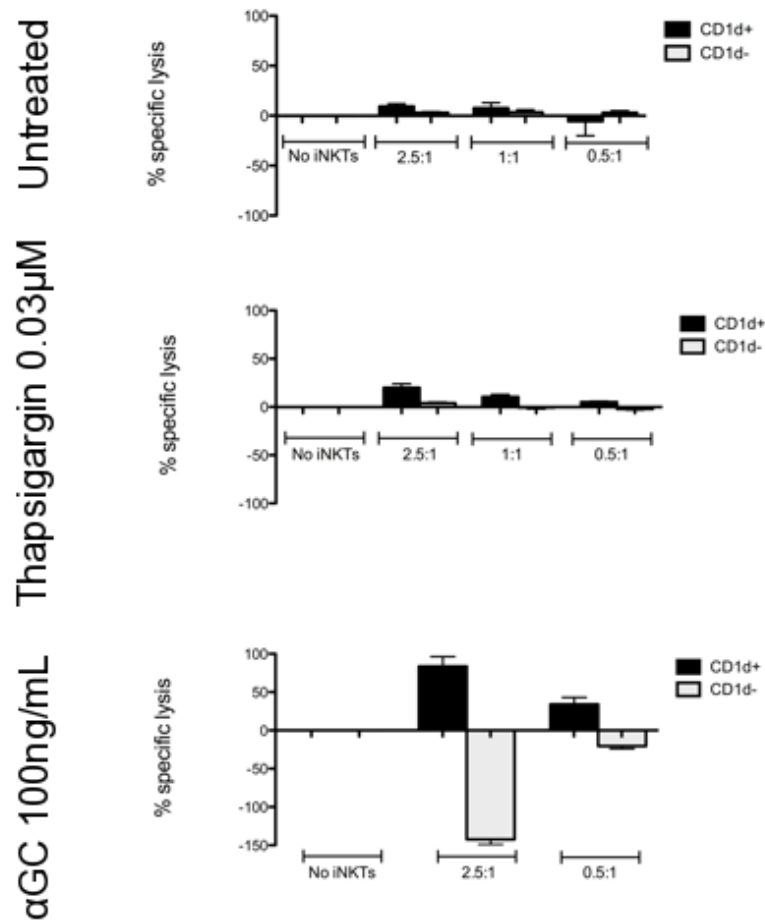 Untreated
% specific lysis
100
50
0
-50
-100
No iNKTs
2.5:1
1:1
0.5:1
CD1d+
CD1d-
Thapsigargin 0.03µM
% specific lysis
100
50
0
-50
-100
No iNKTs
2.5:1
1:1
0.5:1
CD1d+
CD1d-
αGC 100ng/mL
% specific lysis
100
50
0
-50
-100
-150
No iNKTs
2.5:1
0.5:1
CD1d+
CD1d-